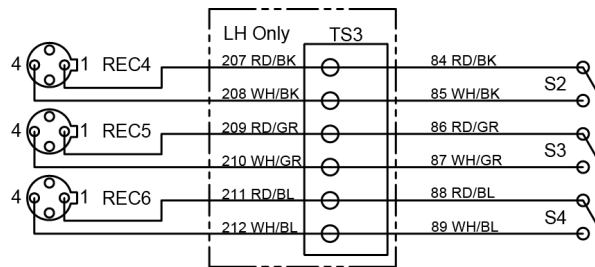 LH Only TS3
4 1 REC4 207 RD/BK 84 RD/BK
208 WH/BK 85 WH/BK S2
4 1 REC5 209 RD/GR 86 RD/GR
210 WH/GR 87 WH/GR S3
4 1 REC6 211 RD/BL 88 RD/BL
212 WH/BL 89 WH/BL S4